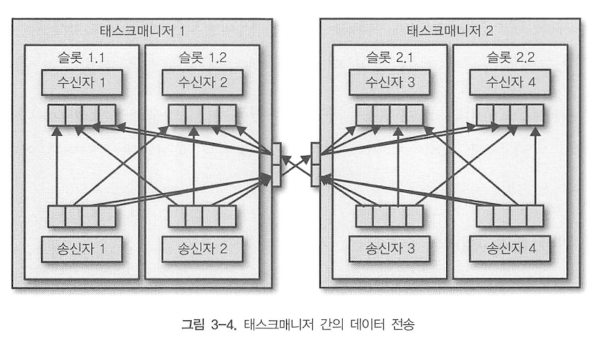 태스크매니저 1
태스크매니저 2
슬롯 1.1
슬롯 1.2
슬롯 2.1
슬롯 2.2
수신자 1
수신자 2
수신자 3
수신자 4
송신자 1
송신자 2
송신자 3
송신자 4
그림 3-4. 태스크매니저 간의 데이터 전송